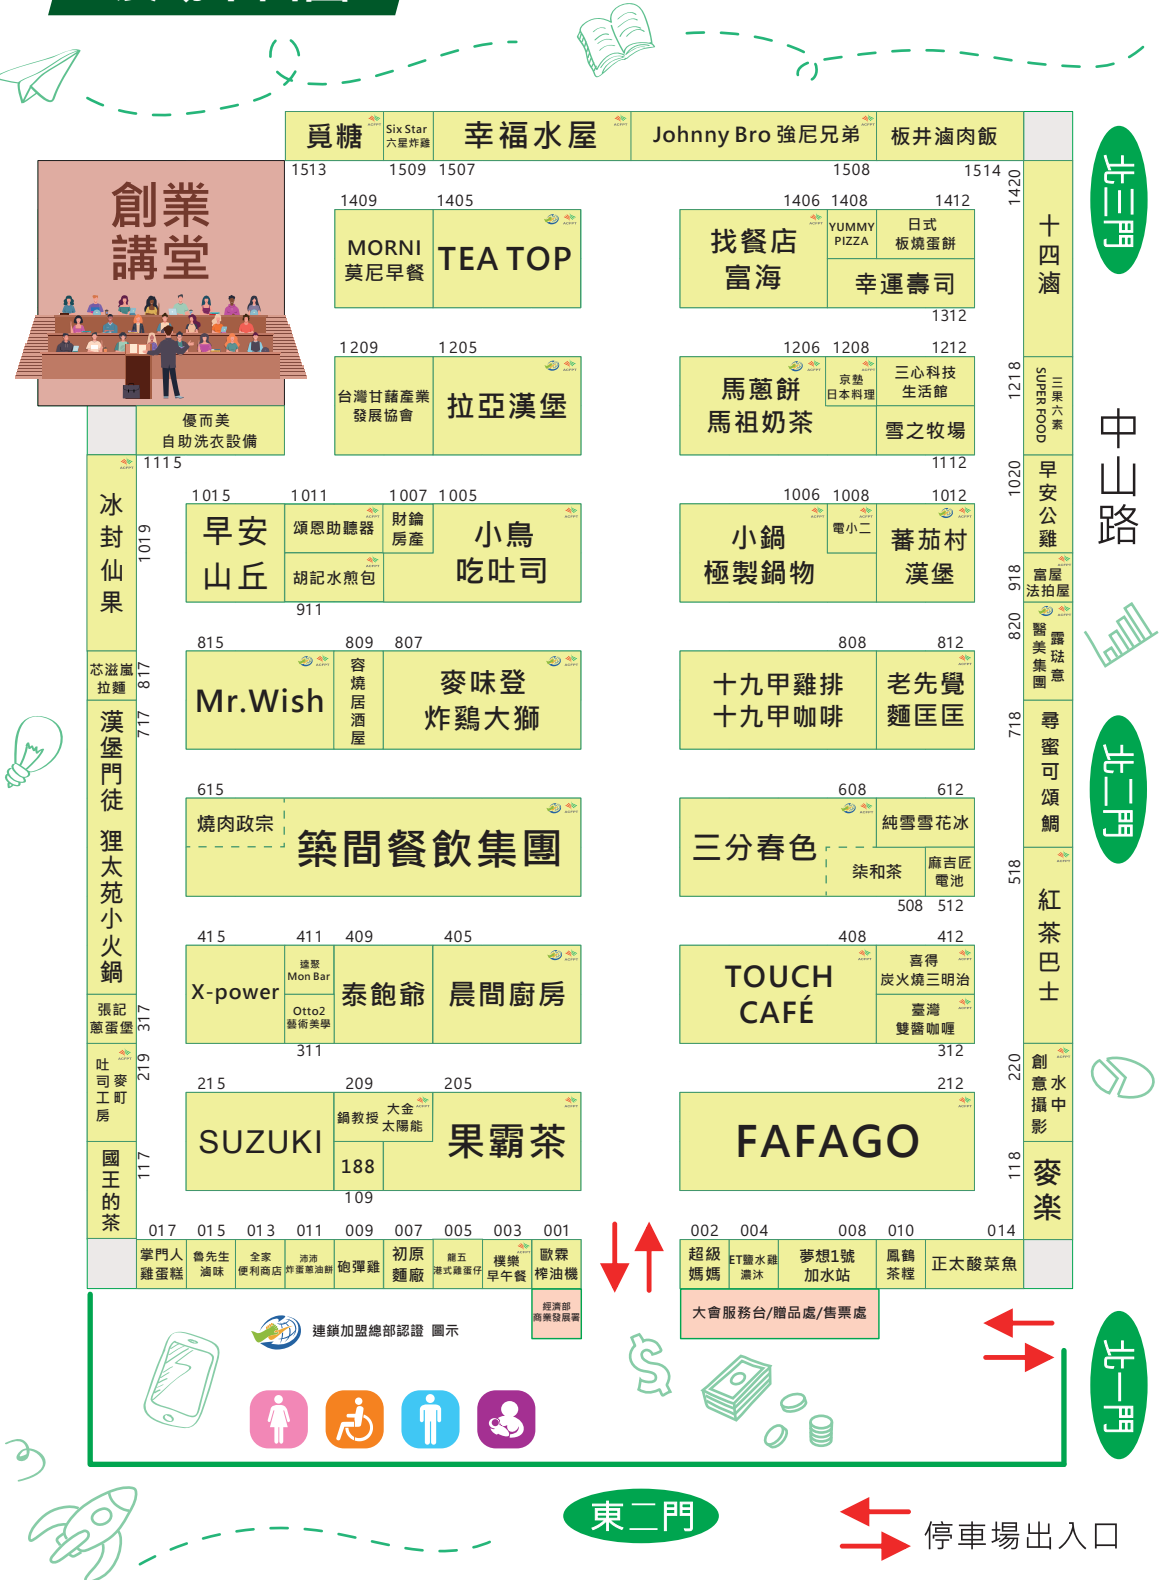 覓糖
Six Star
六星炸雞
幸福水屋
Johnny Bro 強尼兄弟
板井滷肉飯
1513
1509
1507
1508
1514
1420
北三門
創業
講堂
1409
1405
1406
1408
1412
MORNI
莫尼早餐
TEA TOP
找餐店
富海
YUMMY
PIZZA
日式
板燒蛋餅
幸運壽司
十四滷
1312
1209
1205
1206
1208
1212
1218
台灣甘藷產業
發展協會
拉亞漢堡
馬蔥餅
馬祖奶茶
京塾
日本料理
三心科技
生活館
雪之牧場
三果六素
SUPER FOOD
優而美
自助洗衣設備
1115
1112
中山路
1015
1011
1007
1005
1006
1008
1012
1020
冰封仙果
1019
早安
山丘
頌恩助聽器
胡記水煎包
財鑰
房產
小鳥
吃吐司
小鍋
極製鍋物
電小二
蕃茄村
漢堡
早安公雞
911
918
富屋
法拍屋
815
809
807
808
812
820
芯滋嵐
拉麵
817
Mr.Wish
容燒居酒屋
麥味登
炸鷄大獅
十九甲雞排
十九甲咖啡
老先覺
麵匡匡
露琺意
醫美集團
717
718
漢堡門徒 狸太苑小火鍋
尋蜜可頌鯛
北二門
615
608
612
燒肉政宗
築間餐飲集團
三分春色
純雪雪花冰
柒和茶
麻吉匠
電池
508
512
518
紅茶巴士
415
411
409
405
408
412
X-power
達聚
Mon Bar
Otto2
藝術美學
泰飽爺
晨間廚房
TOUCH
CAFÉ
喜得
炭火燒三明治
臺灣
雙醬咖喱
張記
蔥蛋堡
317
311
312
219
220
麥町
吐司工房
水中
創意攝影
215
209
205
212
SUZUKI
鍋教授
大金
太陽能
188
果霸茶
FAFAGO
109
國王的茶
117
118
麥楽
017
015
013
011
009
007
005
003
001
002
004
008
010
014
掌門人
雞蛋糕
魯先生
滷味
全家
便利商店
沛沛
炸蛋蔥油餅
砲彈雞
初原
麵廠
龍五
港式雞蛋仔
樸樂
早午餐
歐霖
榨油機
超級
媽媽
ET鹽水雞
濃沐
夢想1號
加水站
鳳鶴
茶糧
正太酸菜魚
經濟部
商業發展署
大會服務台/贈品處/售票處
連鎖加盟總部認證 圖示
北一門
東二門
停車場出入口